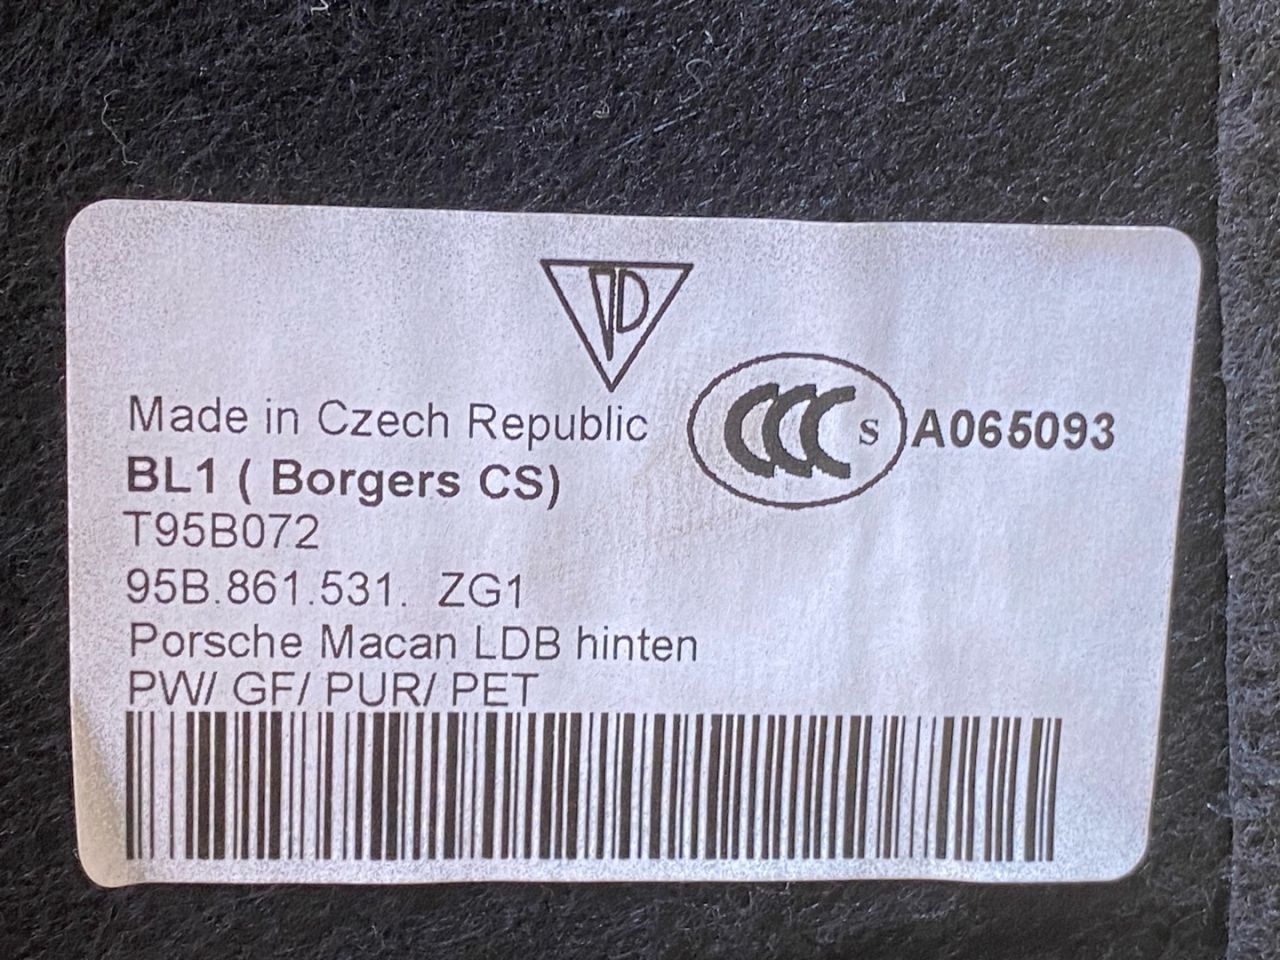 Made in Czech Republic
CCC S A065093
BL1 ( Borgers CS)
T95B072
95B.861.531. ZG1
Porsche Macan LDB hinten
PW/ GF/ PUR/ PET